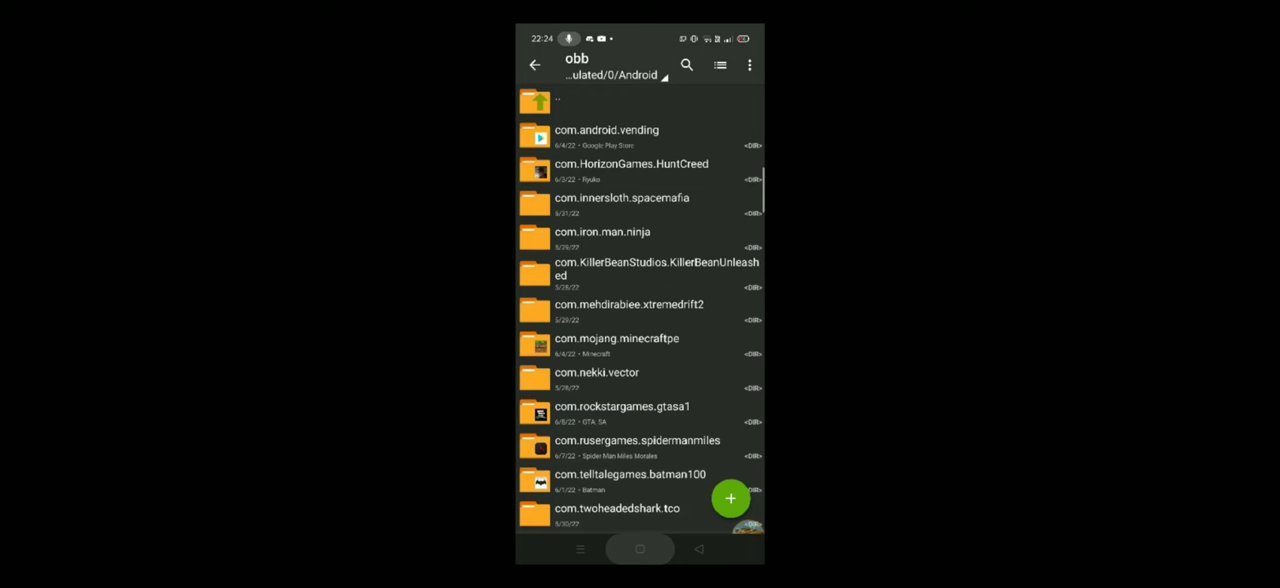 22:24
obb
...ulated/0/Android
..
com.android.vending
6/4/22 - Google Play Store <DIR>
com.HorizonGames.HuntCreed
6/3/22 - Ryuko <DIR>
com.innersloth.spacemafia
5/31/22 <DIR>
com.iron.man.ninja
5/29/22 <DIR>
com.KillerBeanStudios.KillerBeanUnleash
ed
5/28/22 <DIR>
com.mehdirabiee.xtremedrift2
5/29/22 <DIR>
com.mojang.minecraftpe
6/4/22 - Minecraft <DIR>
com.nekki.vector
5/28/22 <DIR>
com.rockstargames.gtasa1
6/8/22 - GTA: SA <DIR>
com.rusergames.spidermanmiles
6/7/22 - Spider Man Miles Morales <DIR>
com.telltalegames.batman100
6/1/22 - Batman <DIR>
com.twoheadedshark.tco
5/30/22 <DIR>